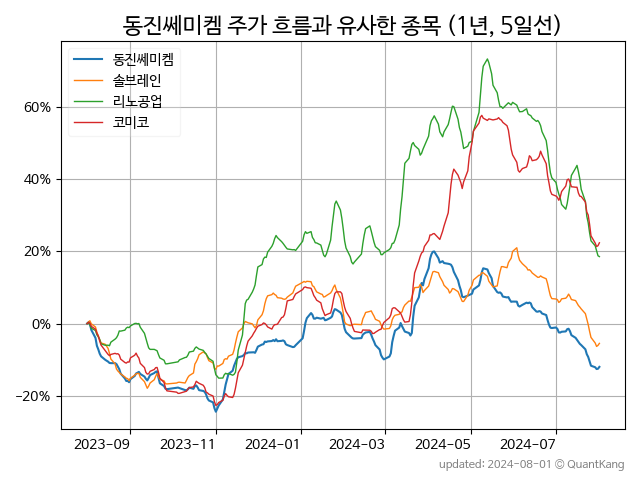 동진쎄미켐 주가 흐름과 유사한 종목 (1년, 5일선)
동진쎄미켐
솔브레인
리노공업
코미코
60%
40%
20%
0%
−20%
2023-09 2023-11 2024-01 2024-03 2024-05 2024-07
updated: 2024-08-01 © QuantKang